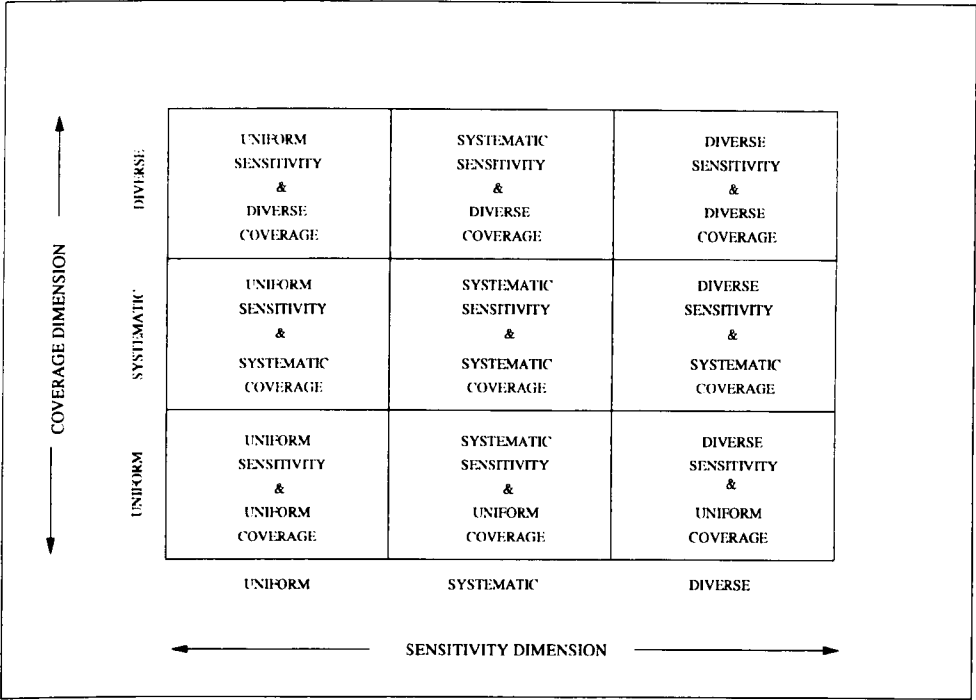 COVERAGE DIMENSION
DIVERSE
UNIFORM
SENSITIVITY
&
DIVERSE
COVERAGE
SYSTEMATIC
SENSITIVITY
&
DIVERSE
COVERAGE
DIVERSE
SENSITIVITY
&
DIVERSE
COVERAGE
SYSTEMATIC
UNIFORM
SENSITIVITY
&
SYSTEMATIC
COVERAGE
SYSTEMATIC
SENSITIVITY
&
SYSTEMATIC
COVERAGE
DIVERSE
SENSITIVITY
&
SYSTEMATIC
COVERAGE
UNIFORM
UNIFORM
SENSITIVITY
&
UNIFORM
COVERAGE
SYSTEMATIC
SENSITIVITY
&
UNIFORM
COVERAGE
DIVERSE
SENSITIVITY
&
UNIFORM
COVERAGE
UNIFORM
SYSTEMATIC
DIVERSE
SENSITIVITY DIMENSION